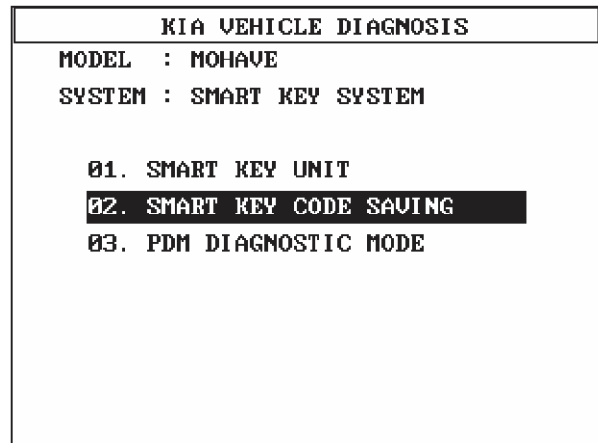 KIA VEHICLE DIAGNOSIS
MODEL : MOHAVE
SYSTEM : SMART KEY SYSTEM
01. SMART KEY UNIT
02. SMART KEY CODE SAVING
03. PDM DIAGNOSTIC MODE